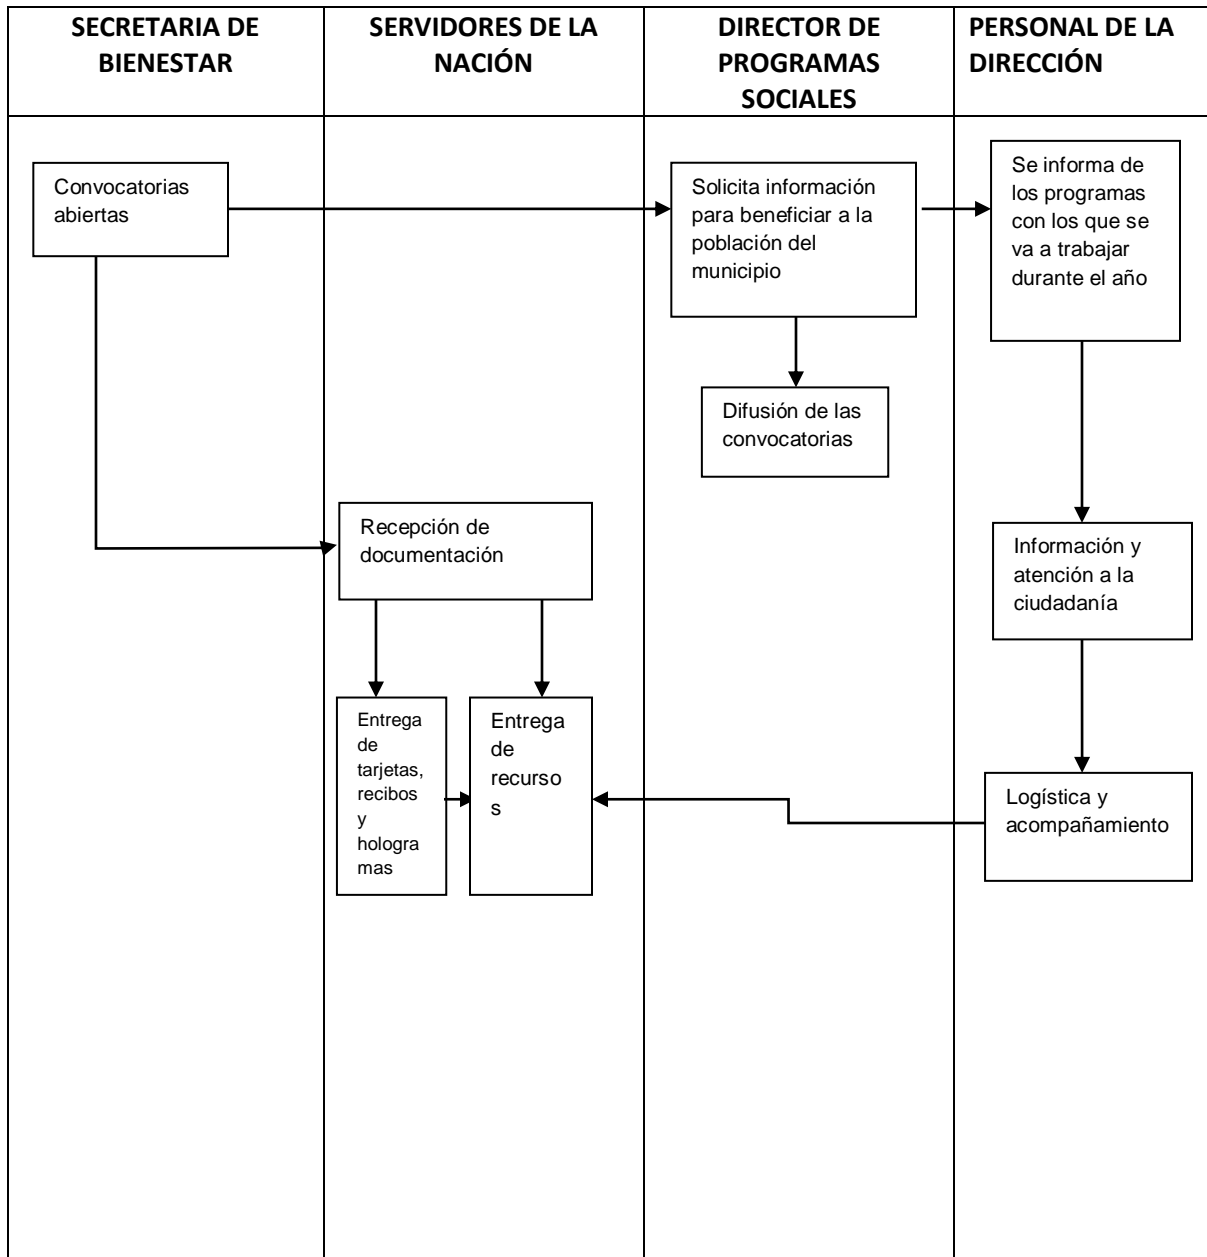 SECRETARIA DE
BIENESTAR
SERVIDORES DE LA
NACIÓN
DIRECTOR DE
PROGRAMAS
SOCIALES
PERSONAL DE LA
DIRECCIÓN
Convocatorias
abiertas
Solicita información
para beneficiar a la
población del
municipio
Se informa de
los programas
con los que se
va a trabajar
durante el año
Difusión de las
convocatorias
Recepción de
documentación
Información y
atención a la
ciudadanía
Entrega
de
tarjetas,
recibos
y
hologra
mas
Entrega
de
recurso
s
Logística y
acompañamiento